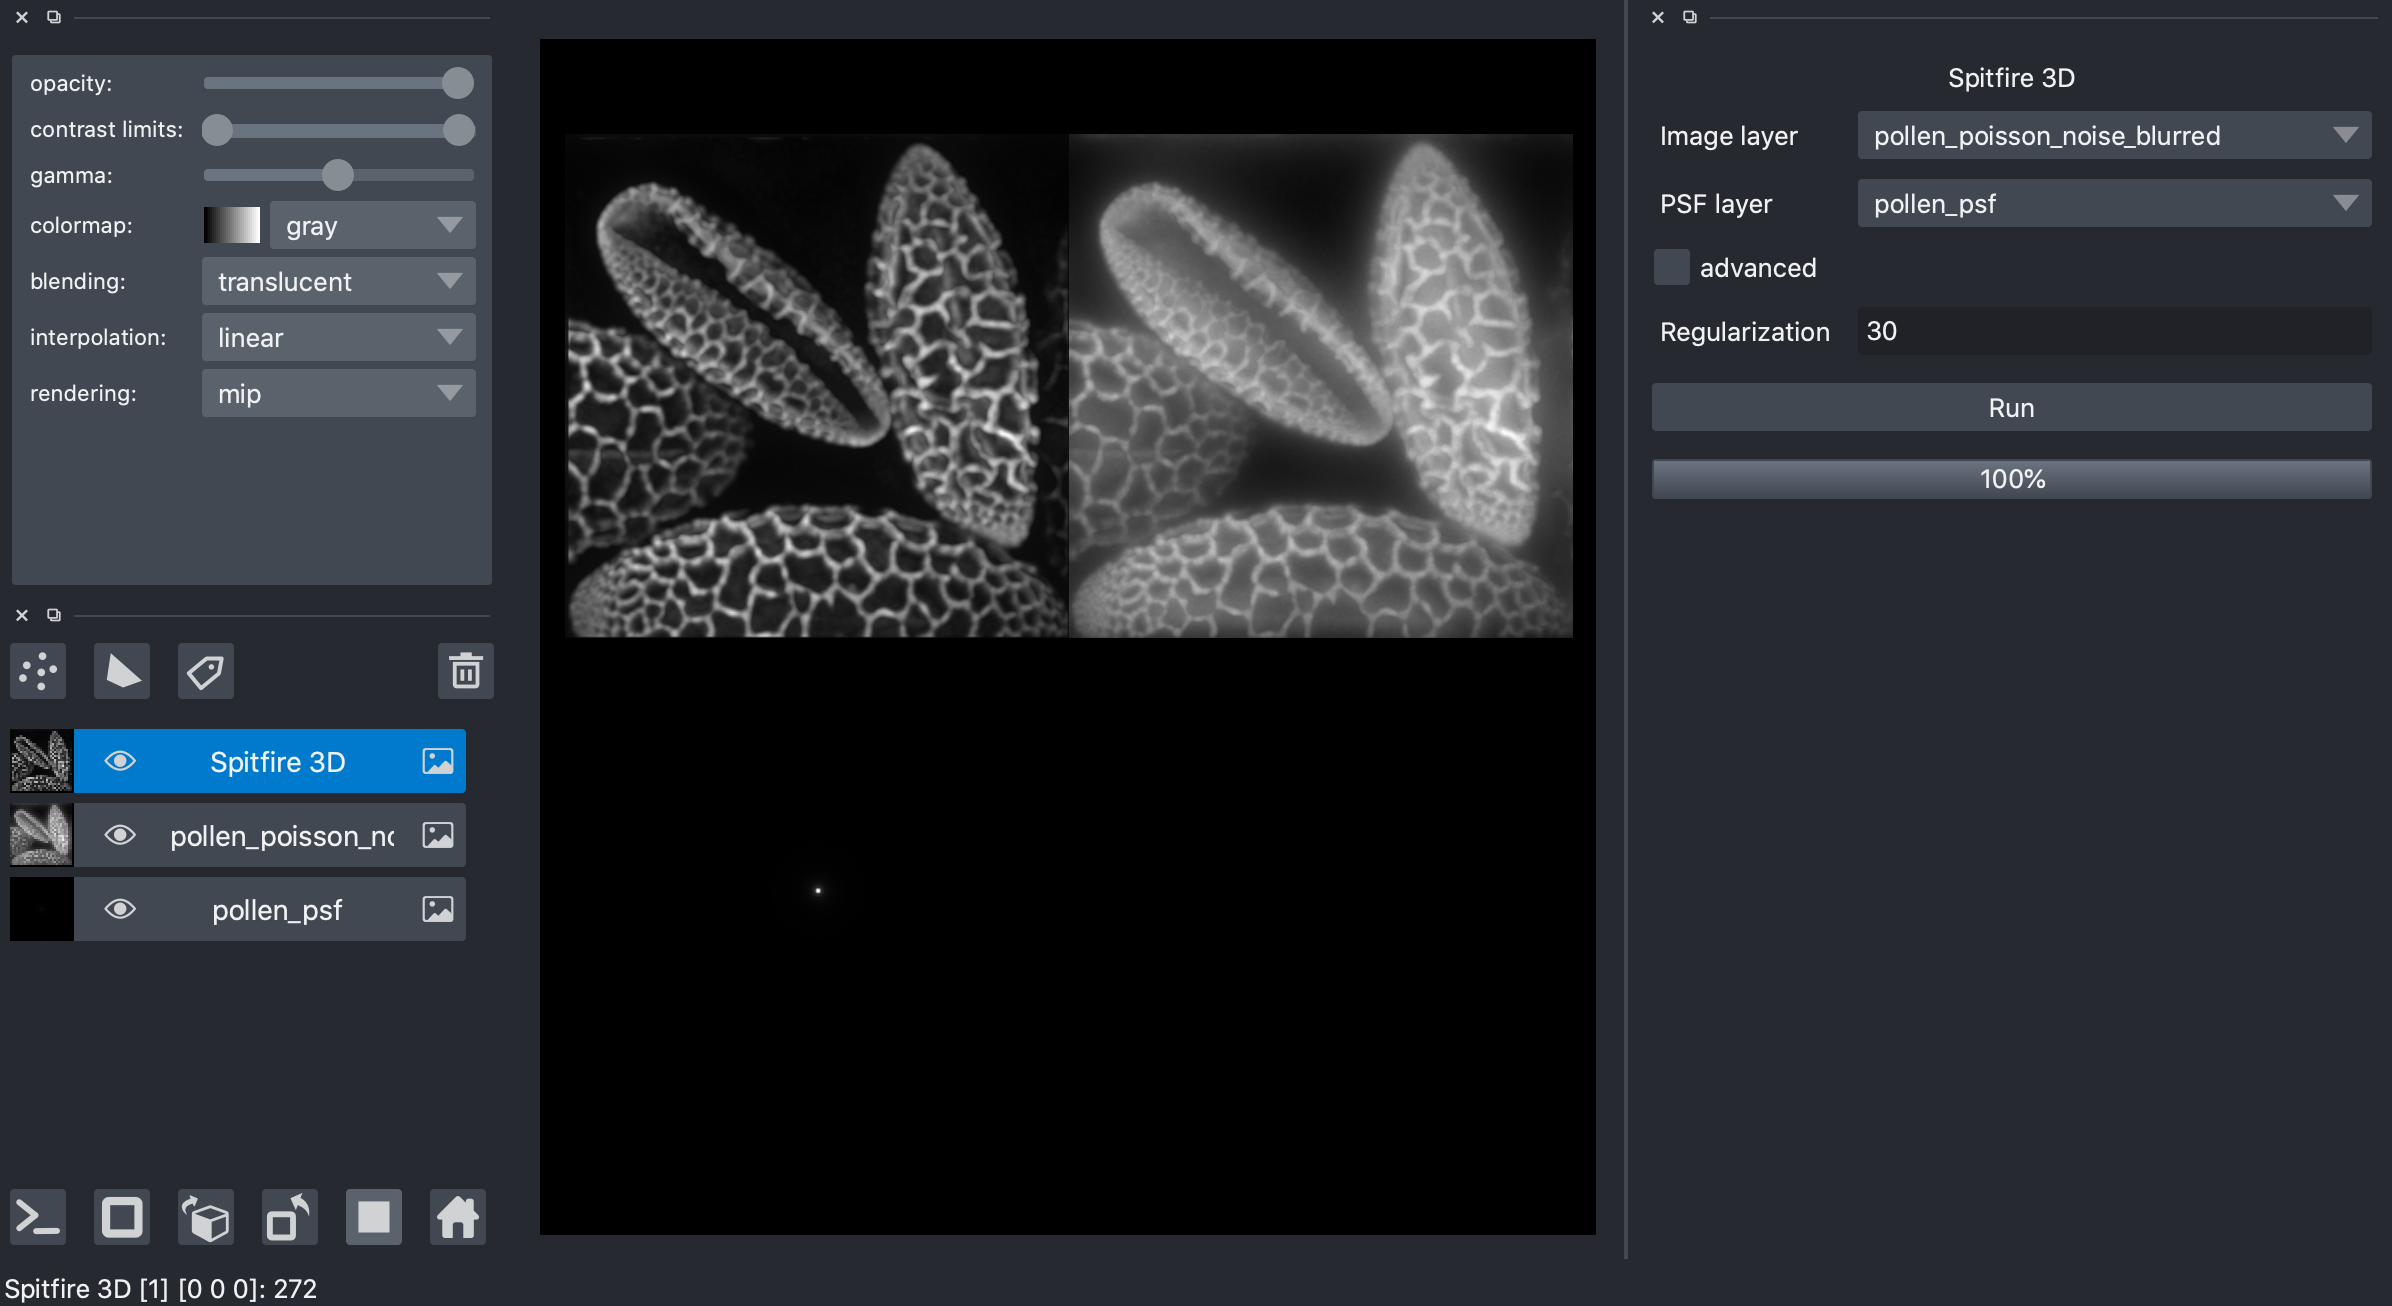 opacity:
contrast limits:
gamma:
colormap: gray
blending: translucent
interpolation: linear
rendering: mip
Spitfire 3D
pollen_poisson_no
pollen_psf
Spitfire 3D [1] [0 0 0]: 272
Spitfire 3D
Image layer pollen_poisson_noise_blurred
PSF layer pollen_psf
advanced
Regularization 30
Run
100%